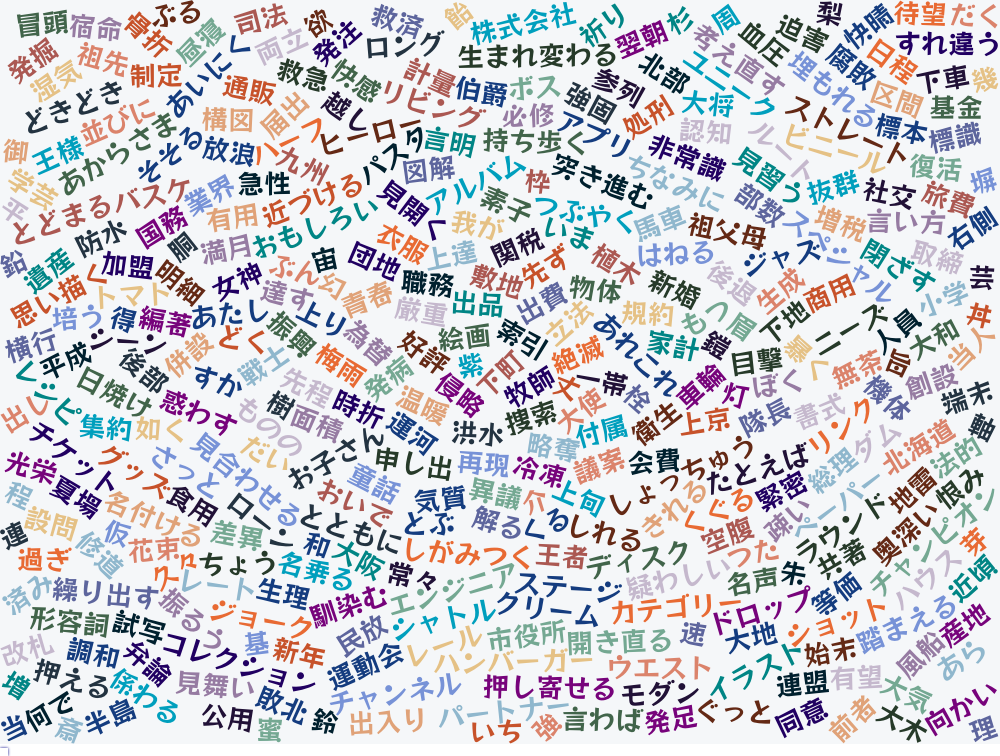 冒頭
宿命
骨折
ぶる
司法
欲
救済
飴
株式会社
祈り
杉
周
迫害
梨
快晴
待望
だく
発掘
祖先
昼寝
く
両立
発注
ロング
生まれ変わる
翌朝
考え直す
血圧
腐敗
日程
すれ違う
湿気
制定
あいに
通販
救急
快感
計量
リビング
伯爵
ボス
強固
参列
北部
ユニーク
埋もれる
区間
下車
幾
どきどき
並びに
構図
届出
越し
ヒーロー
必修
アプリ
処刑
大将
ストレート
標本
基金
標識
御
王様
あからさま
そそる
放浪
ハーフ
九州
パスタ
言明
持ち歩く
非常識
認知
ルート
ビニール
復活
学芸
平
とどまる
バスケ
業界
急性
近づける
図解
アルバム
枠
突き進む
ちなみに
見習う
抜群
社交
旅費
塀
国務
有用
おもしろい
見開く
我が
素子
つぶやく
馬車
祖父母
部数
スペシャル
増税
言い方
右側
鉛
遺産
防水
胴
満月
宙
団地
衣服
上達
関税
いま
はねる
ジャズ
閉ざす
取締
思い描く
加盟
明細
女神
ぶん
幻
青春
職務
敷地
先ず
植木
新婚
後退
生成
商用
小学
芸
トマト
達す
上り
厳重
出品
出費
物体
規約
もつ
下地
丼
横行
培う
得
編著
あたし
振興
為替
絵画
索引
立法
あれこれ
家計
鎧
眉
目撃
ニーズ
人員
大和
当人
平成
シーン
併設
どく
梅雨
好評
紫
下町
絶滅
一帯
車輪
灯
ぼく
無茶
旨
レシピ
日焼け
後部
すか
戦士
発病
侵略
牧師
大使
衛生
上京
隊長
書式
機体
創設
端末
出し
集約
惑わす
樹
先程
面積
時折
温暖
運河
洪水
捜索
付属
リンク
北海道
軸
チケット
如く
ものの
だい
お子さん
申し出
再現
略奪
冷凍
議案
会費
ちゅう
たとえば
総理
ダム
法的
光栄
夏場
グッズ
さっと
見合わせる
童話
気質
異議
介
上旬
しょっちゅう
緊密
ペーパー
地雷
恨み
程
設問
名付ける
食用
ローン
おいで
とぶ
解る
くる
しれる
される
くぐる
空腹
疎い
ラウンド
奥深い
チャンピオン
連
修道
仮
花束
差異
とともに
和
大阪
しがみつく
王者
ディスク
疑わしい
つた
共著
芽
過ぎ
ちょう
名乗る
常々
エンジニア
ステージ
名声
朱
等価
ハウス
近頃
済み
繰り出す
レート
生理
馴染む
シャトル
クリーム
カテゴリー
ドロップ
ショット
踏まえる
形容詞
試写
振るう
ジョーク
民放
レール
市役所
開き直る
速
大地
始末
風船
産地
改札
調和
弁論
コレクション
基
新年
運動会
ハンバーガー
ウエスト
イラスト
連盟
有望
大気
あら
増
押える
係わる
見舞い
敗北
チャンネル
押し寄せる
モダン
向かい
当
何で
斎
半島
公用
蜜
鈴
出入り
パートナー
いち
強
言わば
発足
ぐっと
同意
前者
大木
理